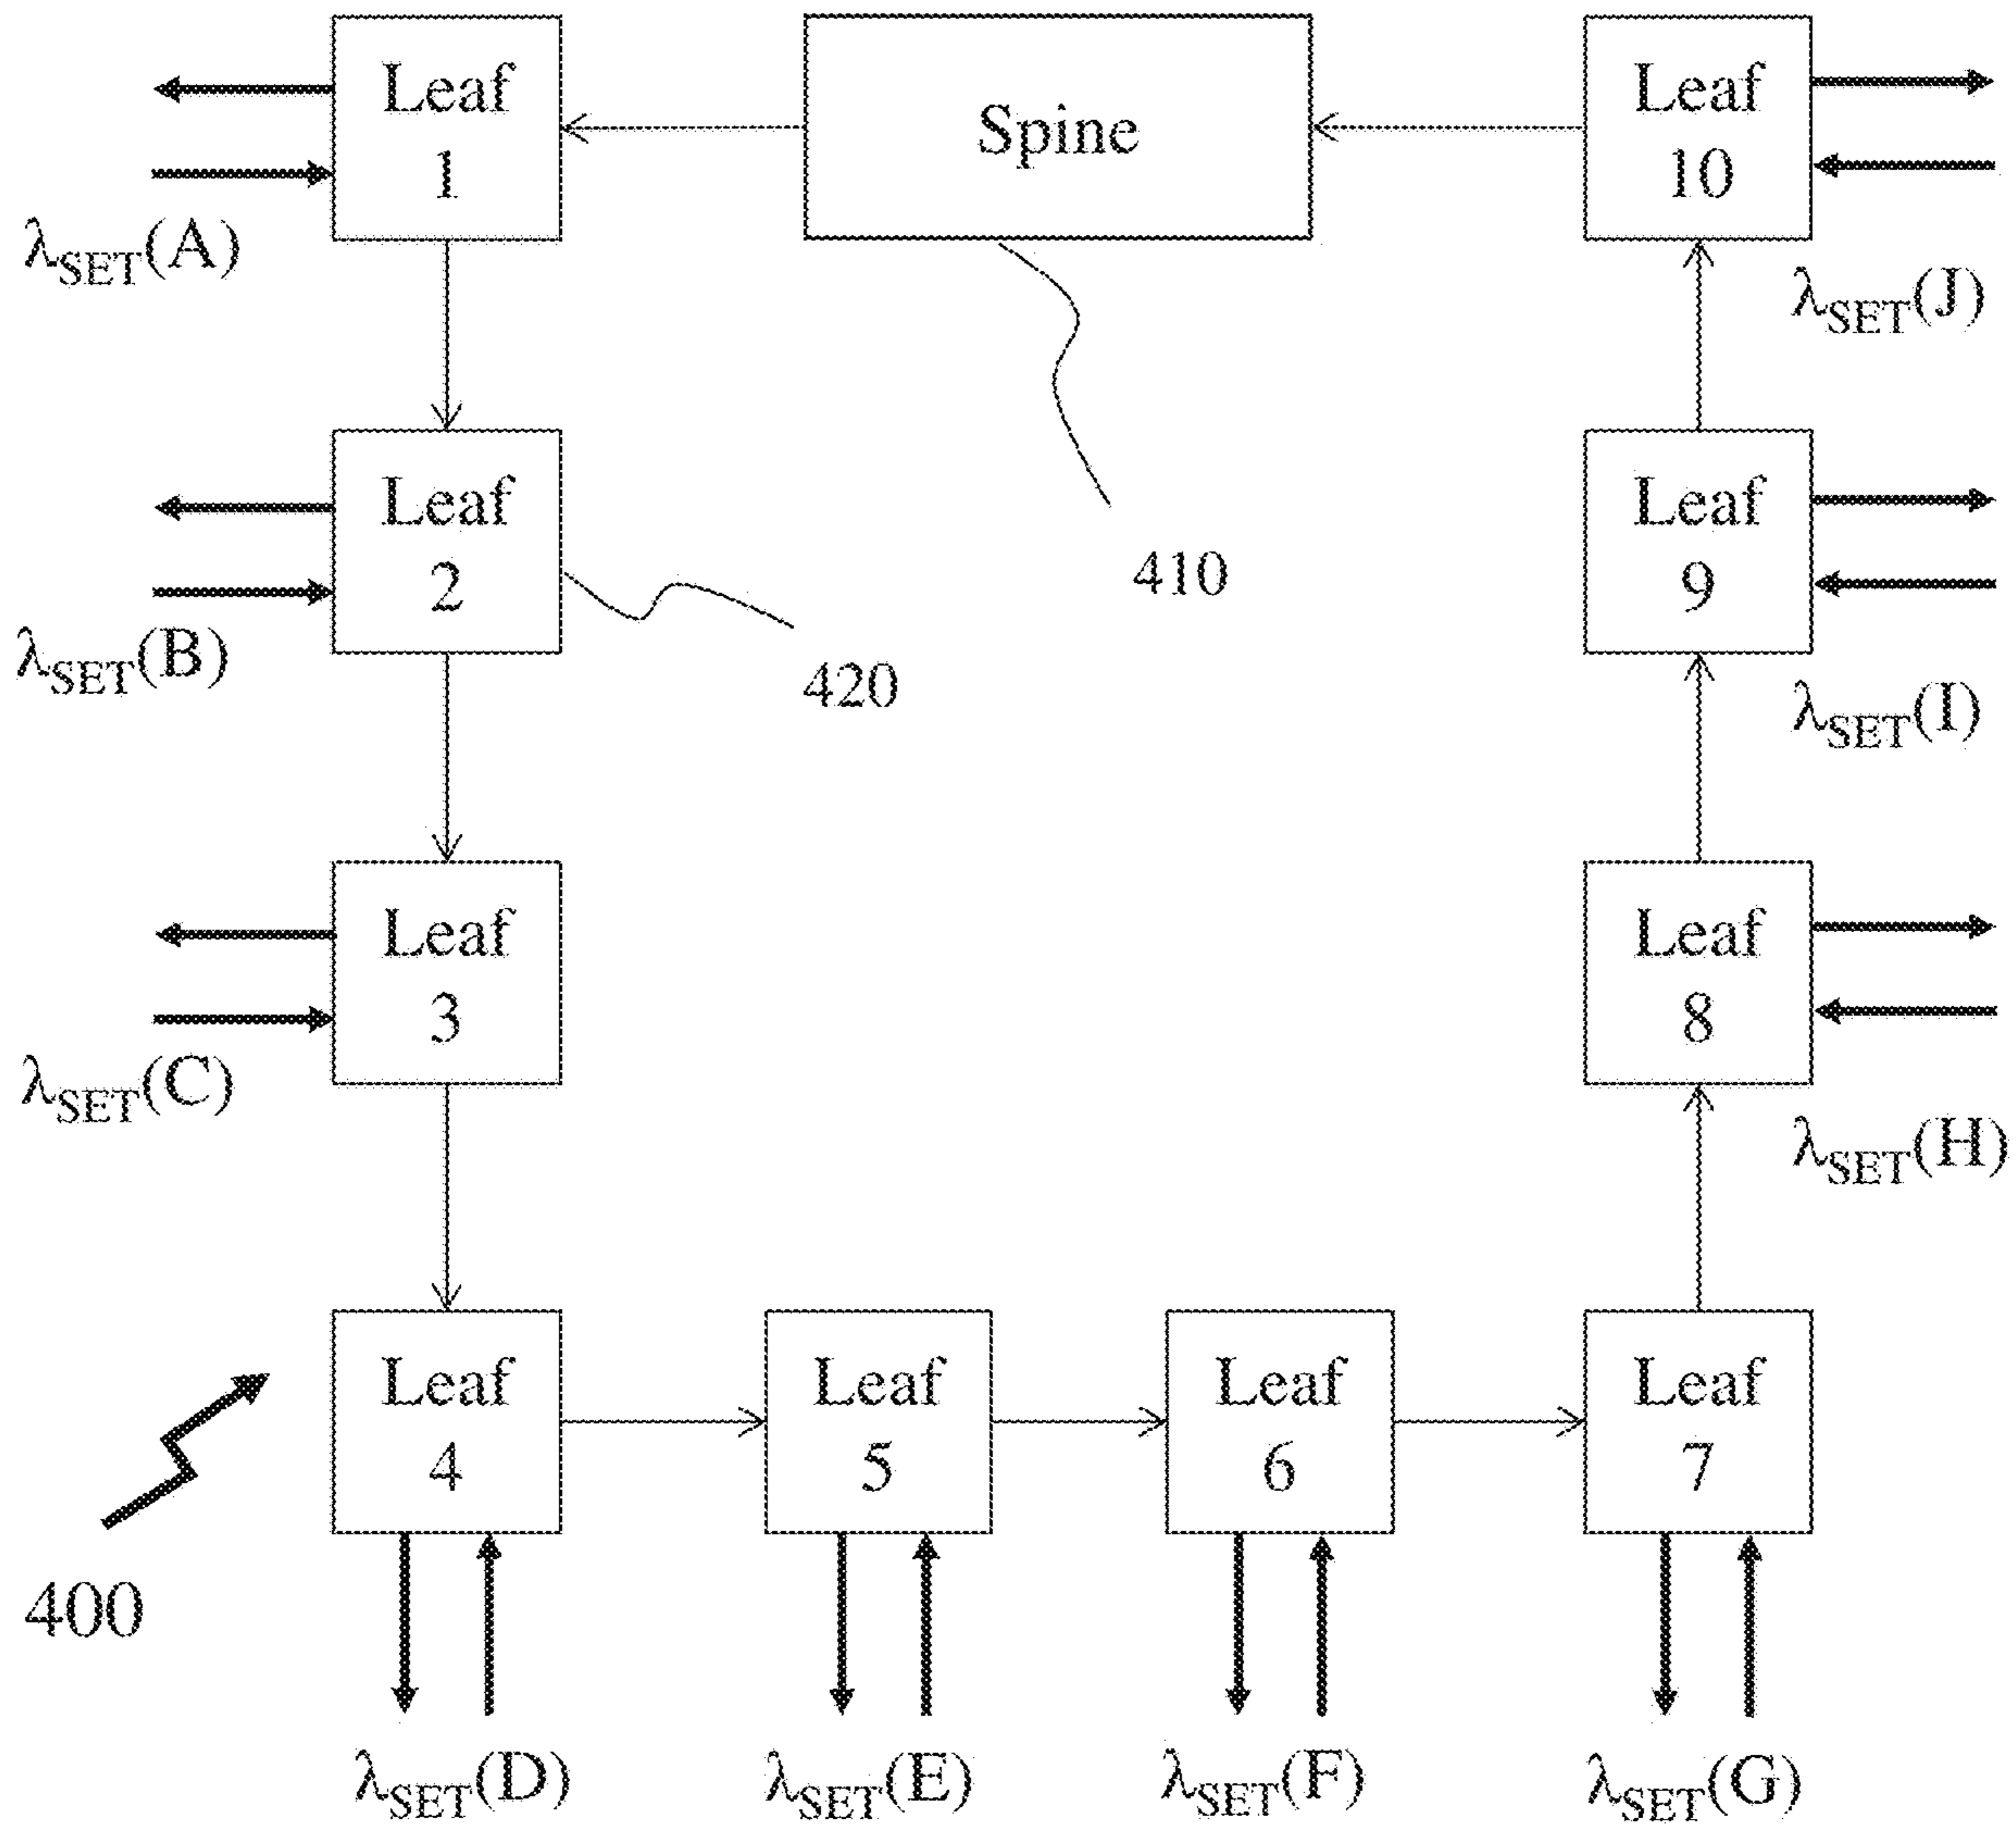 Leaf
1
Spine
Leaf
10
λSET(A)
λSET(J)
Leaf
2
410
Leaf
9
λSET(B)
420
λSET(I)
Leaf
3
Leaf
8
λSET(C)
λSET(H)
Leaf
4
Leaf
5
Leaf
6
Leaf
7
400
λSET(D)
λSET(E)
λSET(F)
λSET(G)